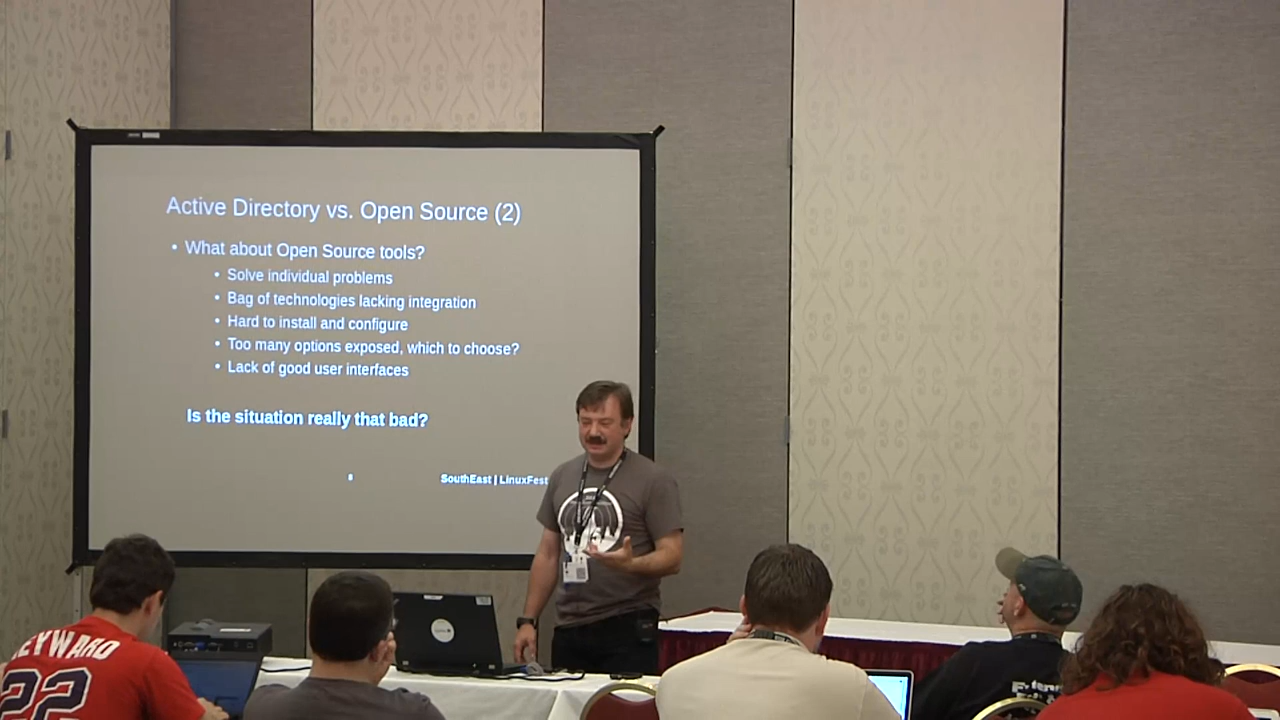 Active Directory vs. Open Source (2)
• What about Open Source tools?
• Solve individual problems
• Bag of technologies lacking integration
• Hard to install and configure
• Too many options exposed, which to choose?
• Lack of good user interfaces
Is the situation really that bad?
8
SouthEast | LinuxFest
EYWARD
22